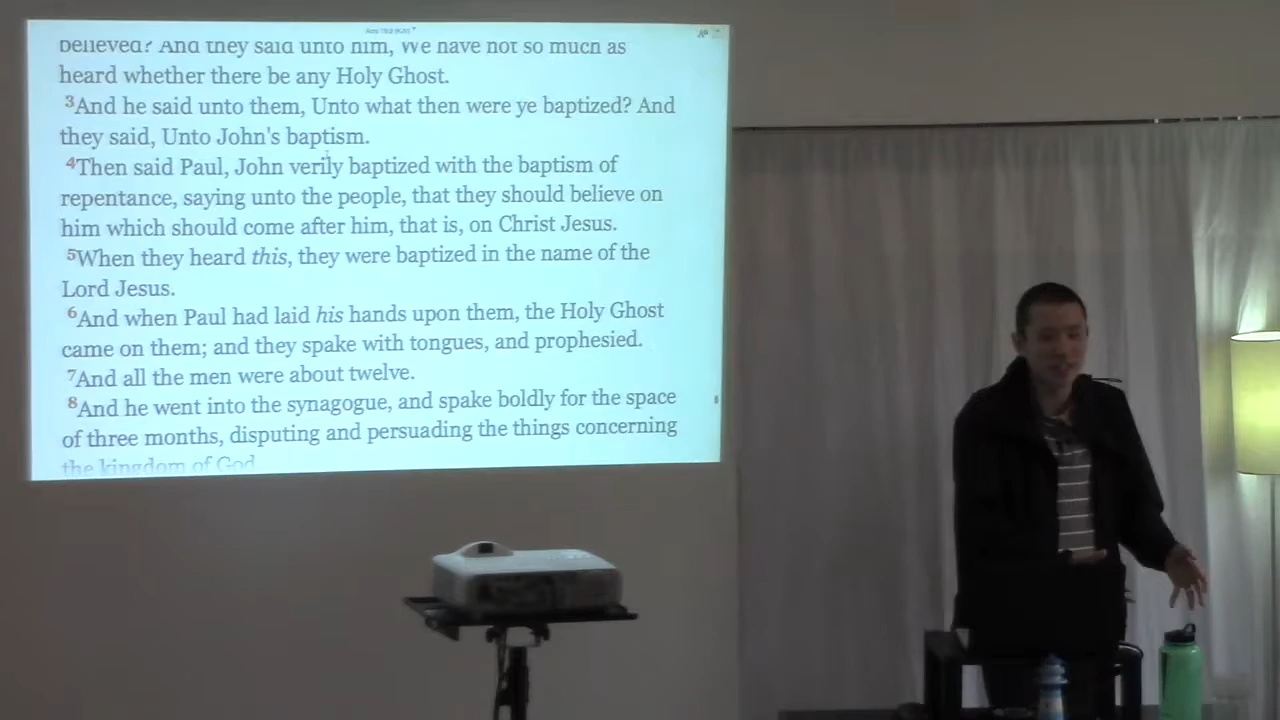 believed? And they said unto him, We have not so much as
heard whether there be any Holy Ghost.
3And he said unto them, Unto what then were ye baptized? And
they said, Unto John's baptism.
4Then said Paul, John verily baptized with the baptism of
repentance, saying unto the people, that they should believe on
him which should come after him, that is, on Christ Jesus.
5When they heard this, they were baptized in the name of the
Lord Jesus.
6And when Paul had laid his hands upon them, the Holy Ghost
came on them; and they spake with tongues, and prophesied.
7And all the men were about twelve.
8And he went into the synagogue, and spake boldly for the space
of three months, disputing and persuading the things concerning
the kingdom of God